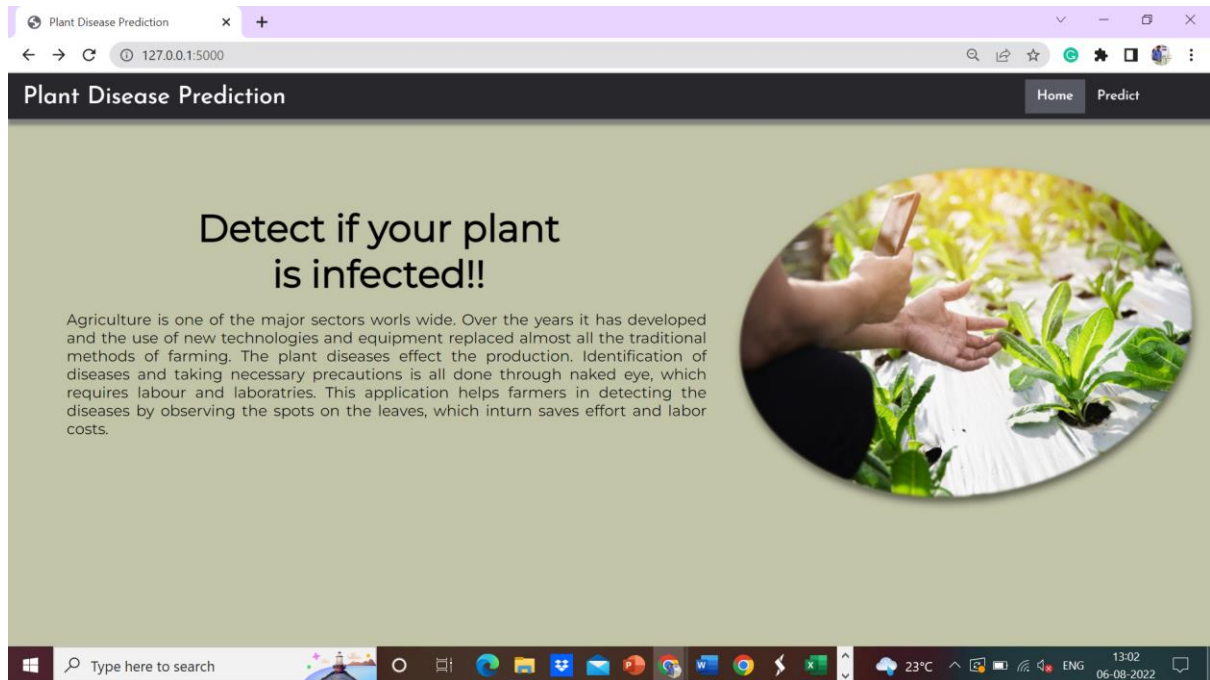 Plant Disease Prediction
127.0.0.1:5000
Plant Disease Prediction
Home Predict
Detect if your plant
is infected!!
Agriculture is one of the major sectors worls wide. Over the years it has developed
and the use of new technologies and equipment replaced almost all the traditional
methods of farming. The plant diseases effect the production. Identification of
diseases and taking necessary precautions is all done through naked eye, which
requires labour and laboratries. This application helps farmers in detecting the
diseases by observing the spots on the leaves, which inturn saves effort and labor
costs.
Type here to search
23°C
ENG
13:02
06-08-2022